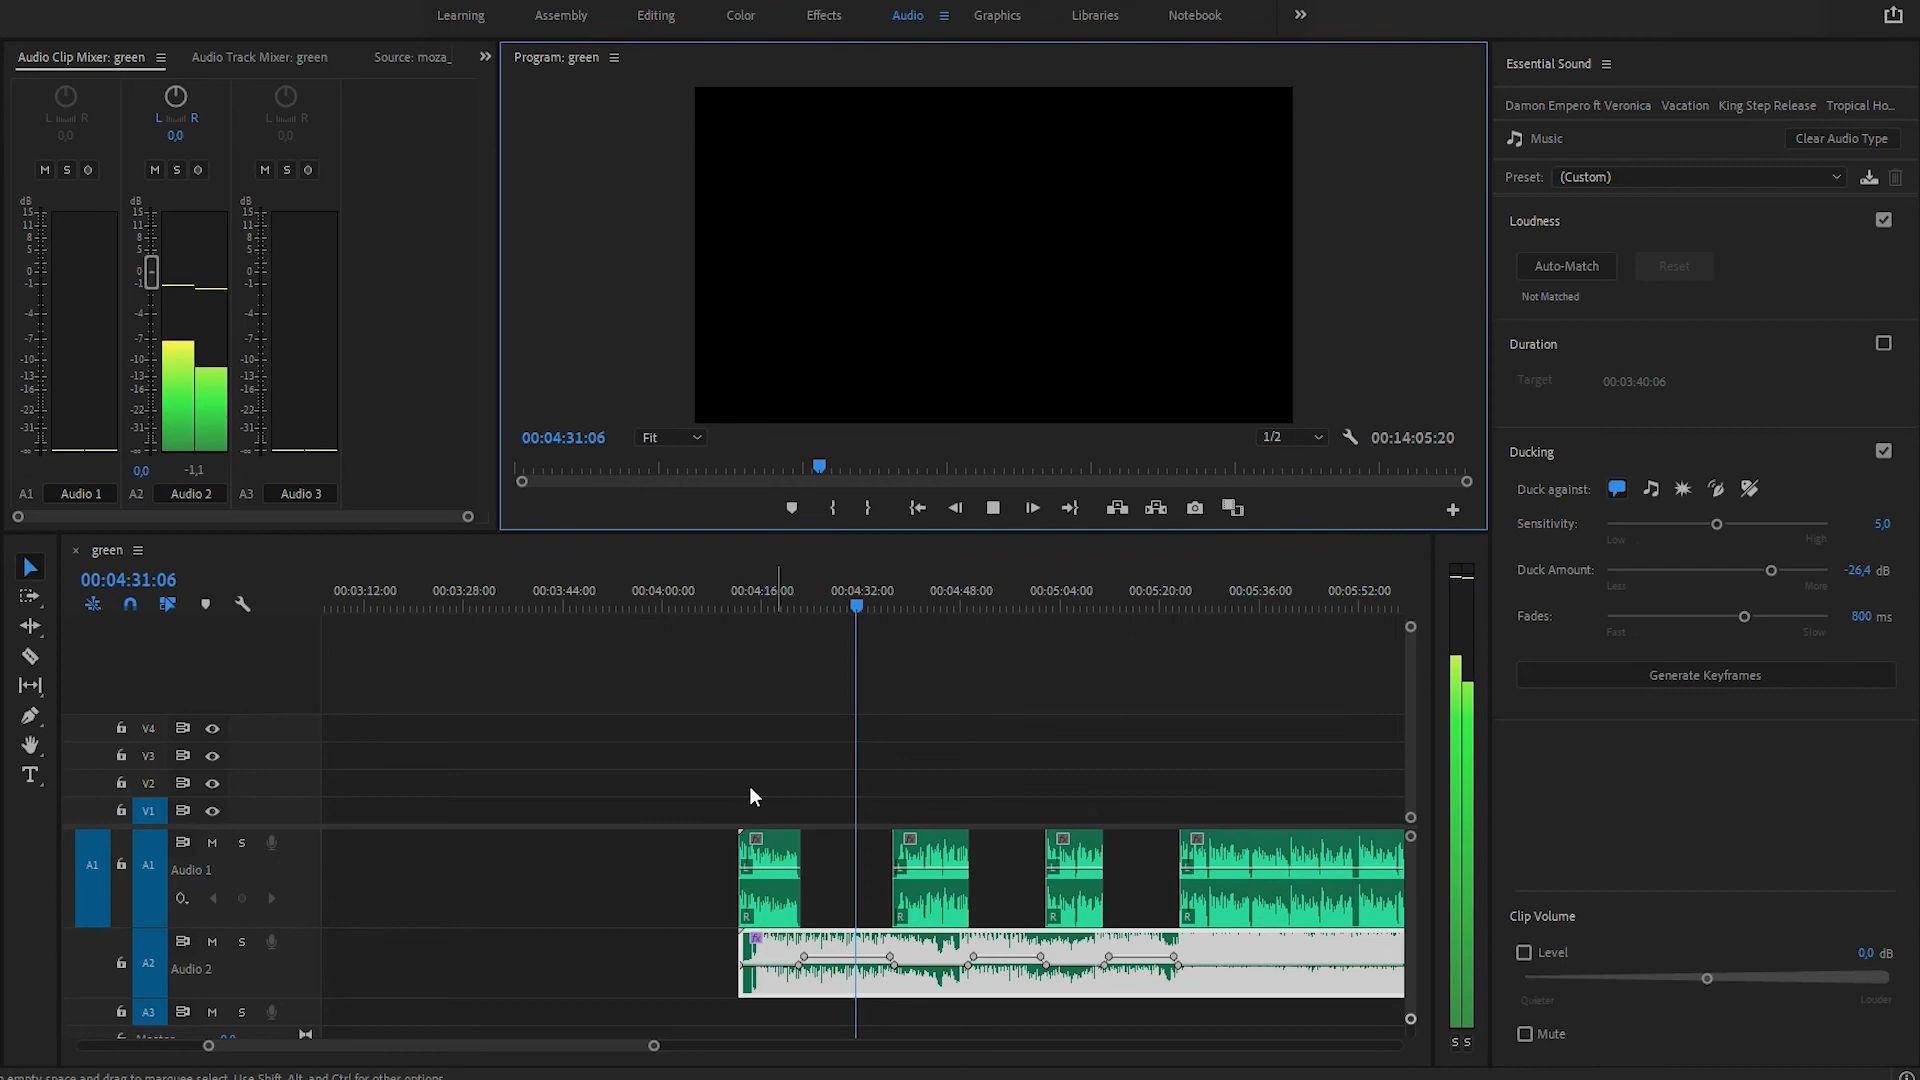 Learning Assembly Editing Color Effects Audio Graphics Libraries Notebook
Audio Clip Mixer: green Audio Track Mixer: green Source: moza_
L R L R L R
0,0 0,0 0,0
M S M S M S
dB dB dB
15 15 15
11 11 11
8 8 8
5 5 5
0 0 0
-1 -1 -1
-4 -4 -4
-7 -7 -7
-10 -10 -10
-13 -13 -13
-16 -16 -16
-22 -22 -22
-31 -31 -31
-∞ -∞ -∞
0,0 -1,1
A1 Audio 1 A2 Audio 2 A3 Audio 3
Program: green
00:04:31:06 Fit 1/2 00:14:05:20
Essential Sound
Damon Empero ft Veronica Vacation King Step Release Tropical Ho...
Music Clear Audio Type
Preset: (Custom)
Loudness
Auto-Match Reset
Not Matched
Duration
Target 00:03:40:06
Ducking
Duck against:
Sensitivity: 5,0
Low High
Duck Amount: -26,4 dB
Less More
Fades: 800 ms
Fast Slow
Generate Keyframes
Clip Volume
Level 0,0 dB
Quieter Louder
Mute
green
00:04:31:06
00:03:12:00 00:03:28:00 00:03:44:00 00:04:00:00 00:04:16:00 00:04:32:00 00:04:48:00 00:05:04:00 00:05:20:00 00:05:36:00 00:05:52:00
T
V4
V3
V2
V1
A1 A1 M S
Audio 1
fx fx fx fx
L L L L
R R R R
A2 M S
Audio 2
fx
A3 M S
Master 0,0
S S
empty space and drag to marquee select. Use Shift, Alt, and Ctrl for other options.